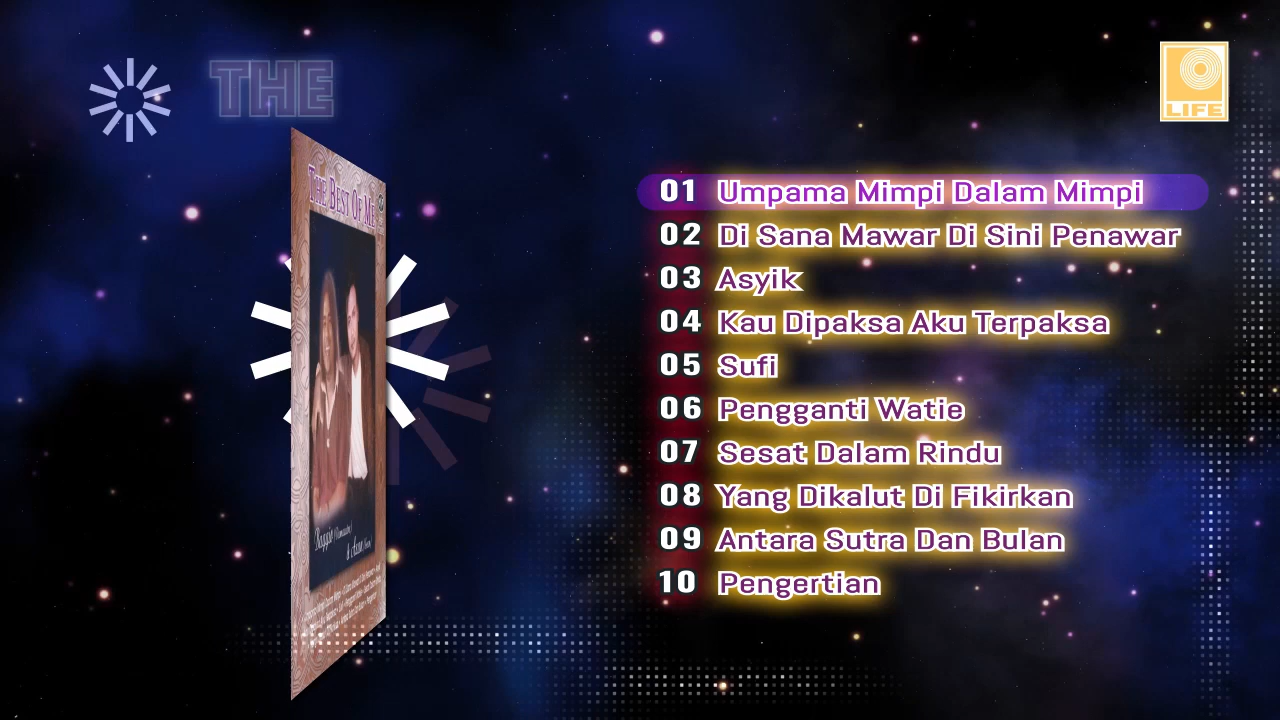 THE
LIFE
THE BEST OF ME
01 Umpama Mimpi Dalam Mimpi
02 Di Sana Mawar Di Sini Penawar
03 Asyik
04 Kau Dipaksa Aku Terpaksa
05 Sufi
06 Pengganti Watie
07 Sesat Dalam Rindu
08 Yang Dikalut Di Fikirkan
09 Antara Sutra Dan Bulan
10 Pengertian